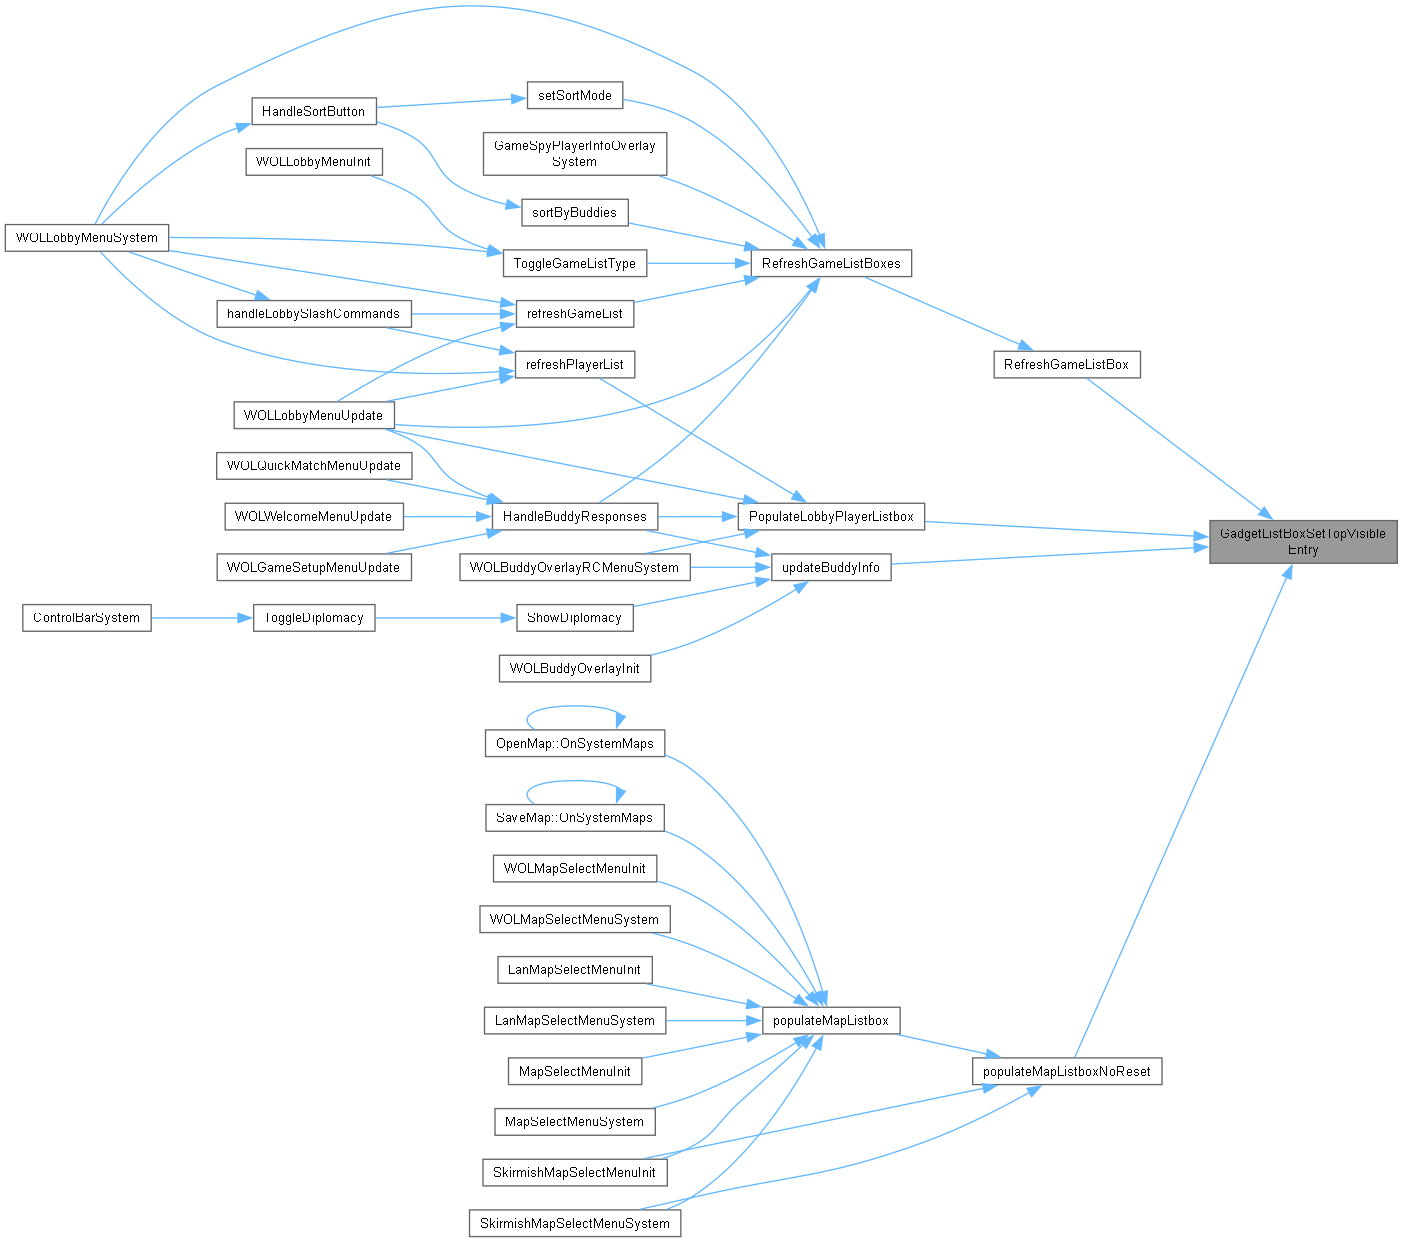 setSortMode
HandleSortButton
GameSpyPlayerInfoOverlay
System
WOLLobbyMenuInit
sortByBuddies
WOLLobbyMenuSystem
ToggleGameListType
RefreshGameListBoxes
handleLobbySlashCommands
refreshGameList
refreshPlayerList
RefreshGameListBox
WOLLobbyMenuUpdate
WOLQuickMatchMenuUpdate
WOLWelcomeMenuUpdate
HandleBuddyResponses
PopulateLobbyPlayerListbox
GadgetListBoxSetTopVisible
Entry
WOLGameSetupMenuUpdate
WOLBuddyOverlayRCMenuSystem
updateBuddyInfo
ControlBarSystem
ToggleDiplomacy
ShowDiplomacy
WOLBuddyOverlayInit
OpenMap::OnSystemMaps
SaveMap::OnSystemMaps
WOLMapSelectMenuInit
WOLMapSelectMenuSystem
LanMapSelectMenuInit
LanMapSelectMenuSystem
populateMapListbox
MapSelectMenuInit
populateMapListboxNoReset
MapSelectMenuSystem
SkirmishMapSelectMenuInit
SkirmishMapSelectMenuSystem